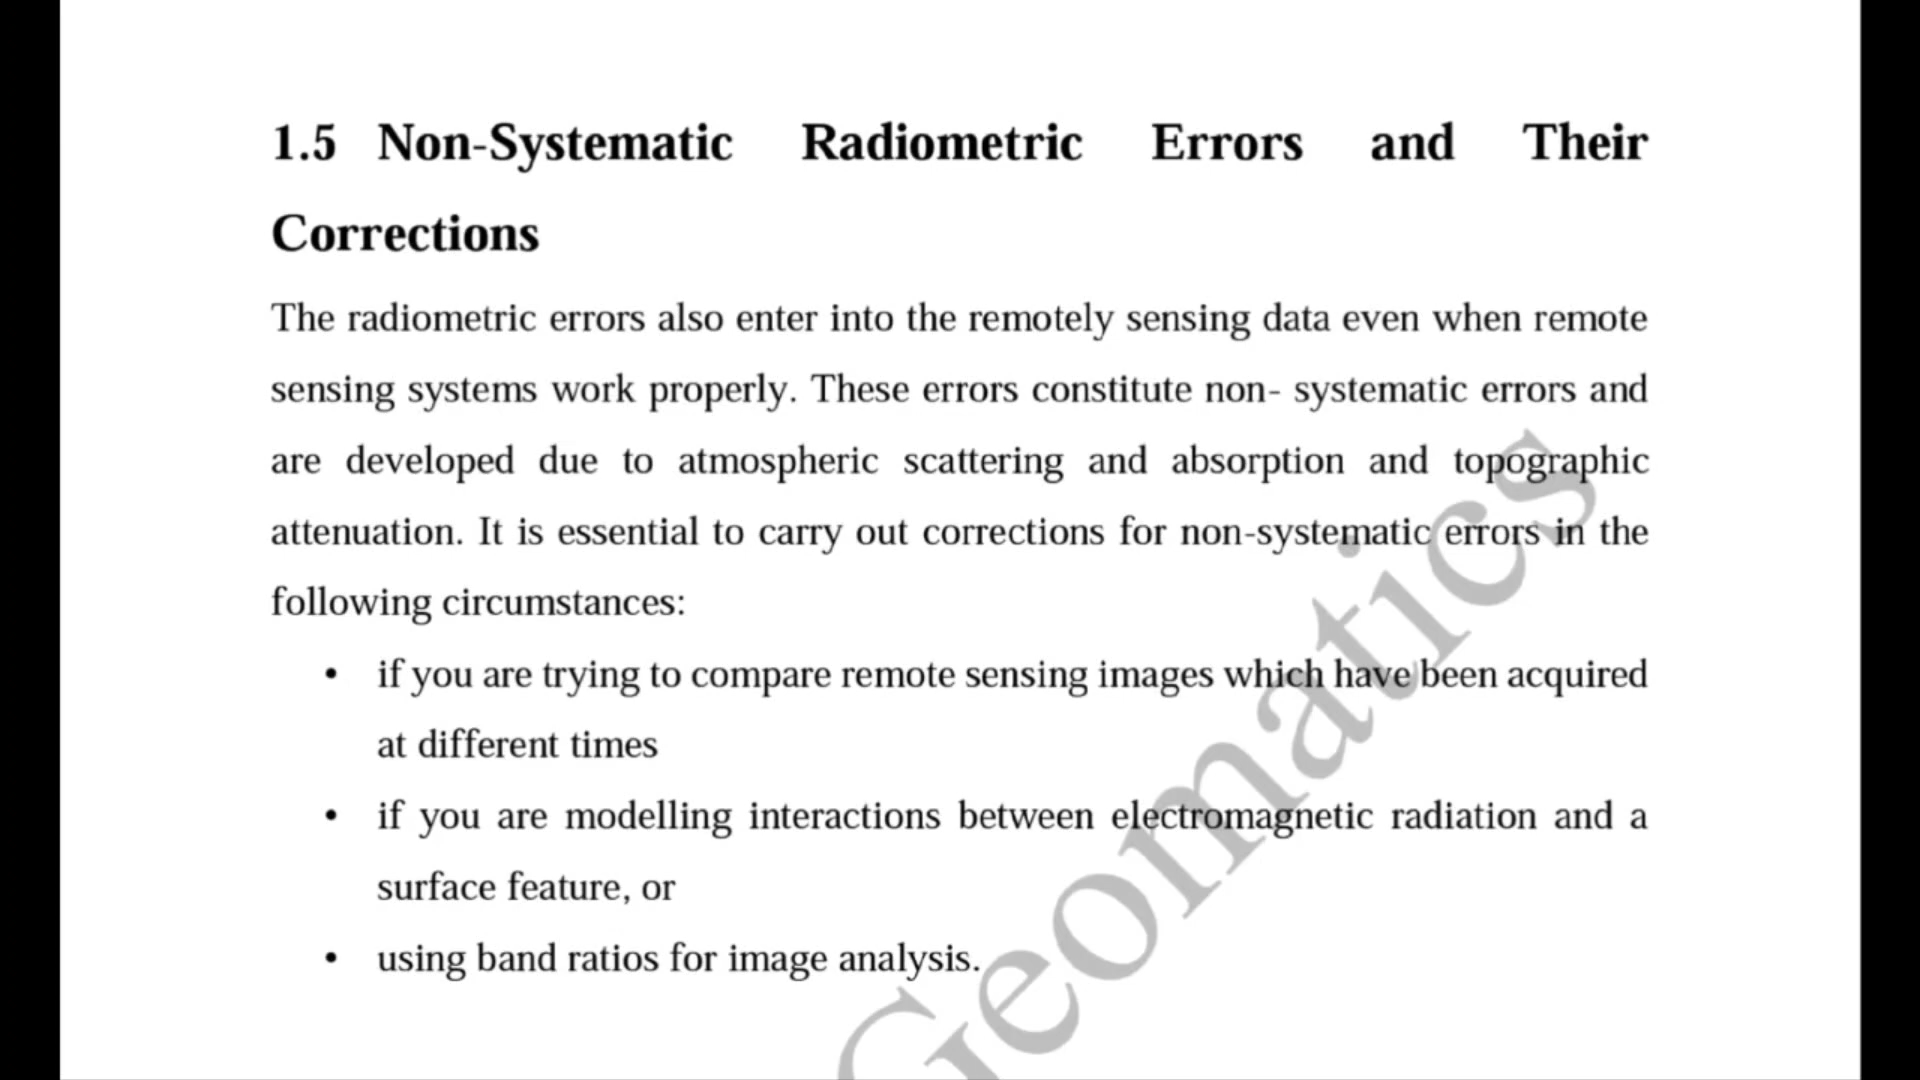 1.5 Non-Systematic Radiometric Errors and Their
Corrections
The radiometric errors also enter into the remotely sensing data even when remote
sensing systems work properly. These errors constitute non- systematic errors and
are developed due to atmospheric scattering and absorption and topographic
attenuation. It is essential to carry out corrections for non-systematic errors in the
following circumstances:
• if you are trying to compare remote sensing images which have been acquired
at different times
• if you are modelling interactions between electromagnetic radiation and a
surface feature, or
• using band ratios for image analysis.
Geomatics